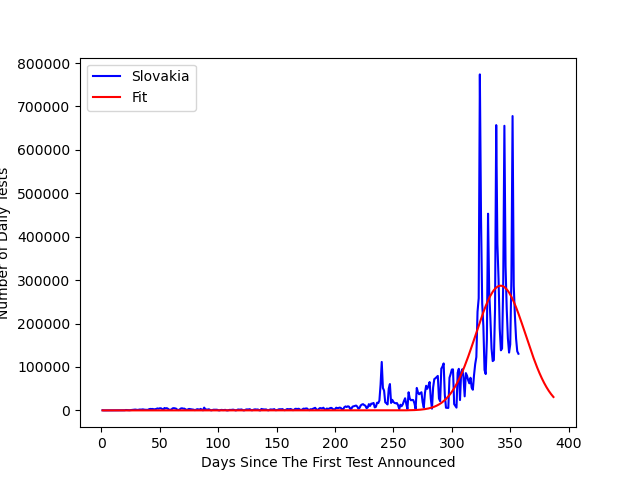 Slovakia
Fit
800000
700000
600000
500000
400000
300000
200000
100000
0
Number of Daily Tests
0 50 100 150 200 250 300 350 400
Days Since The First Test Announced